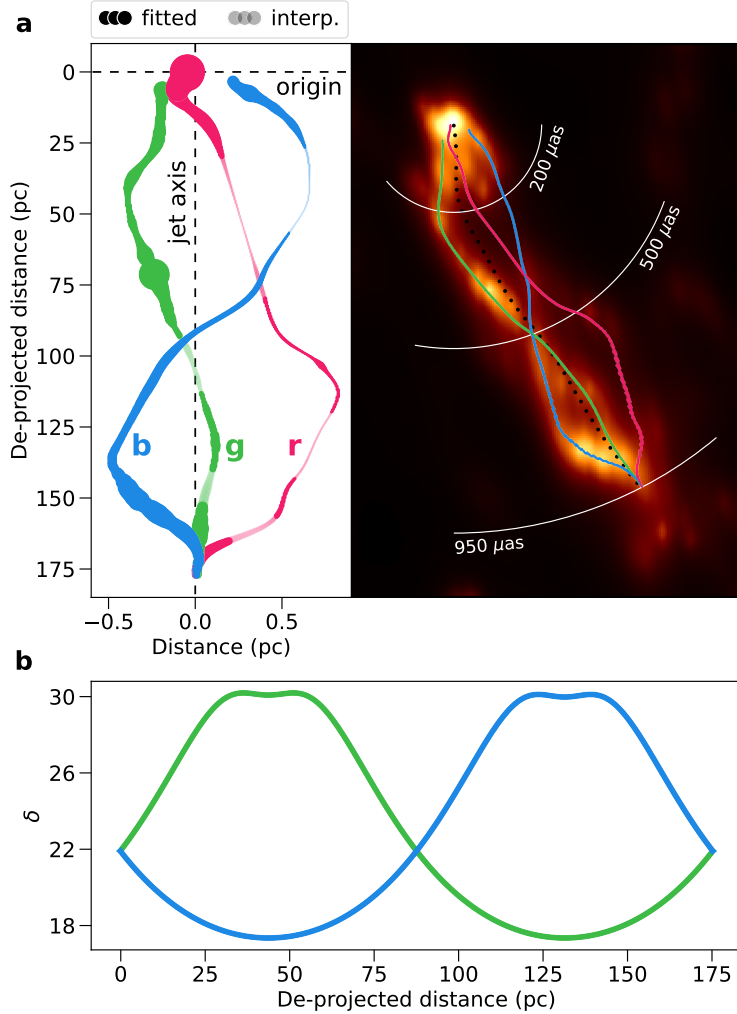 a
fitted interp.
0
25
50
75
100
125
150
175
De-projected distance (pc)
origin
jet axis
b g r
−0.5 0.0 0.5
Distance (pc)
200 μas
500 μas
950 μas
b
30
26
22
18
δ
0 25 50 75 100 125 150 175
De-projected distance (pc)